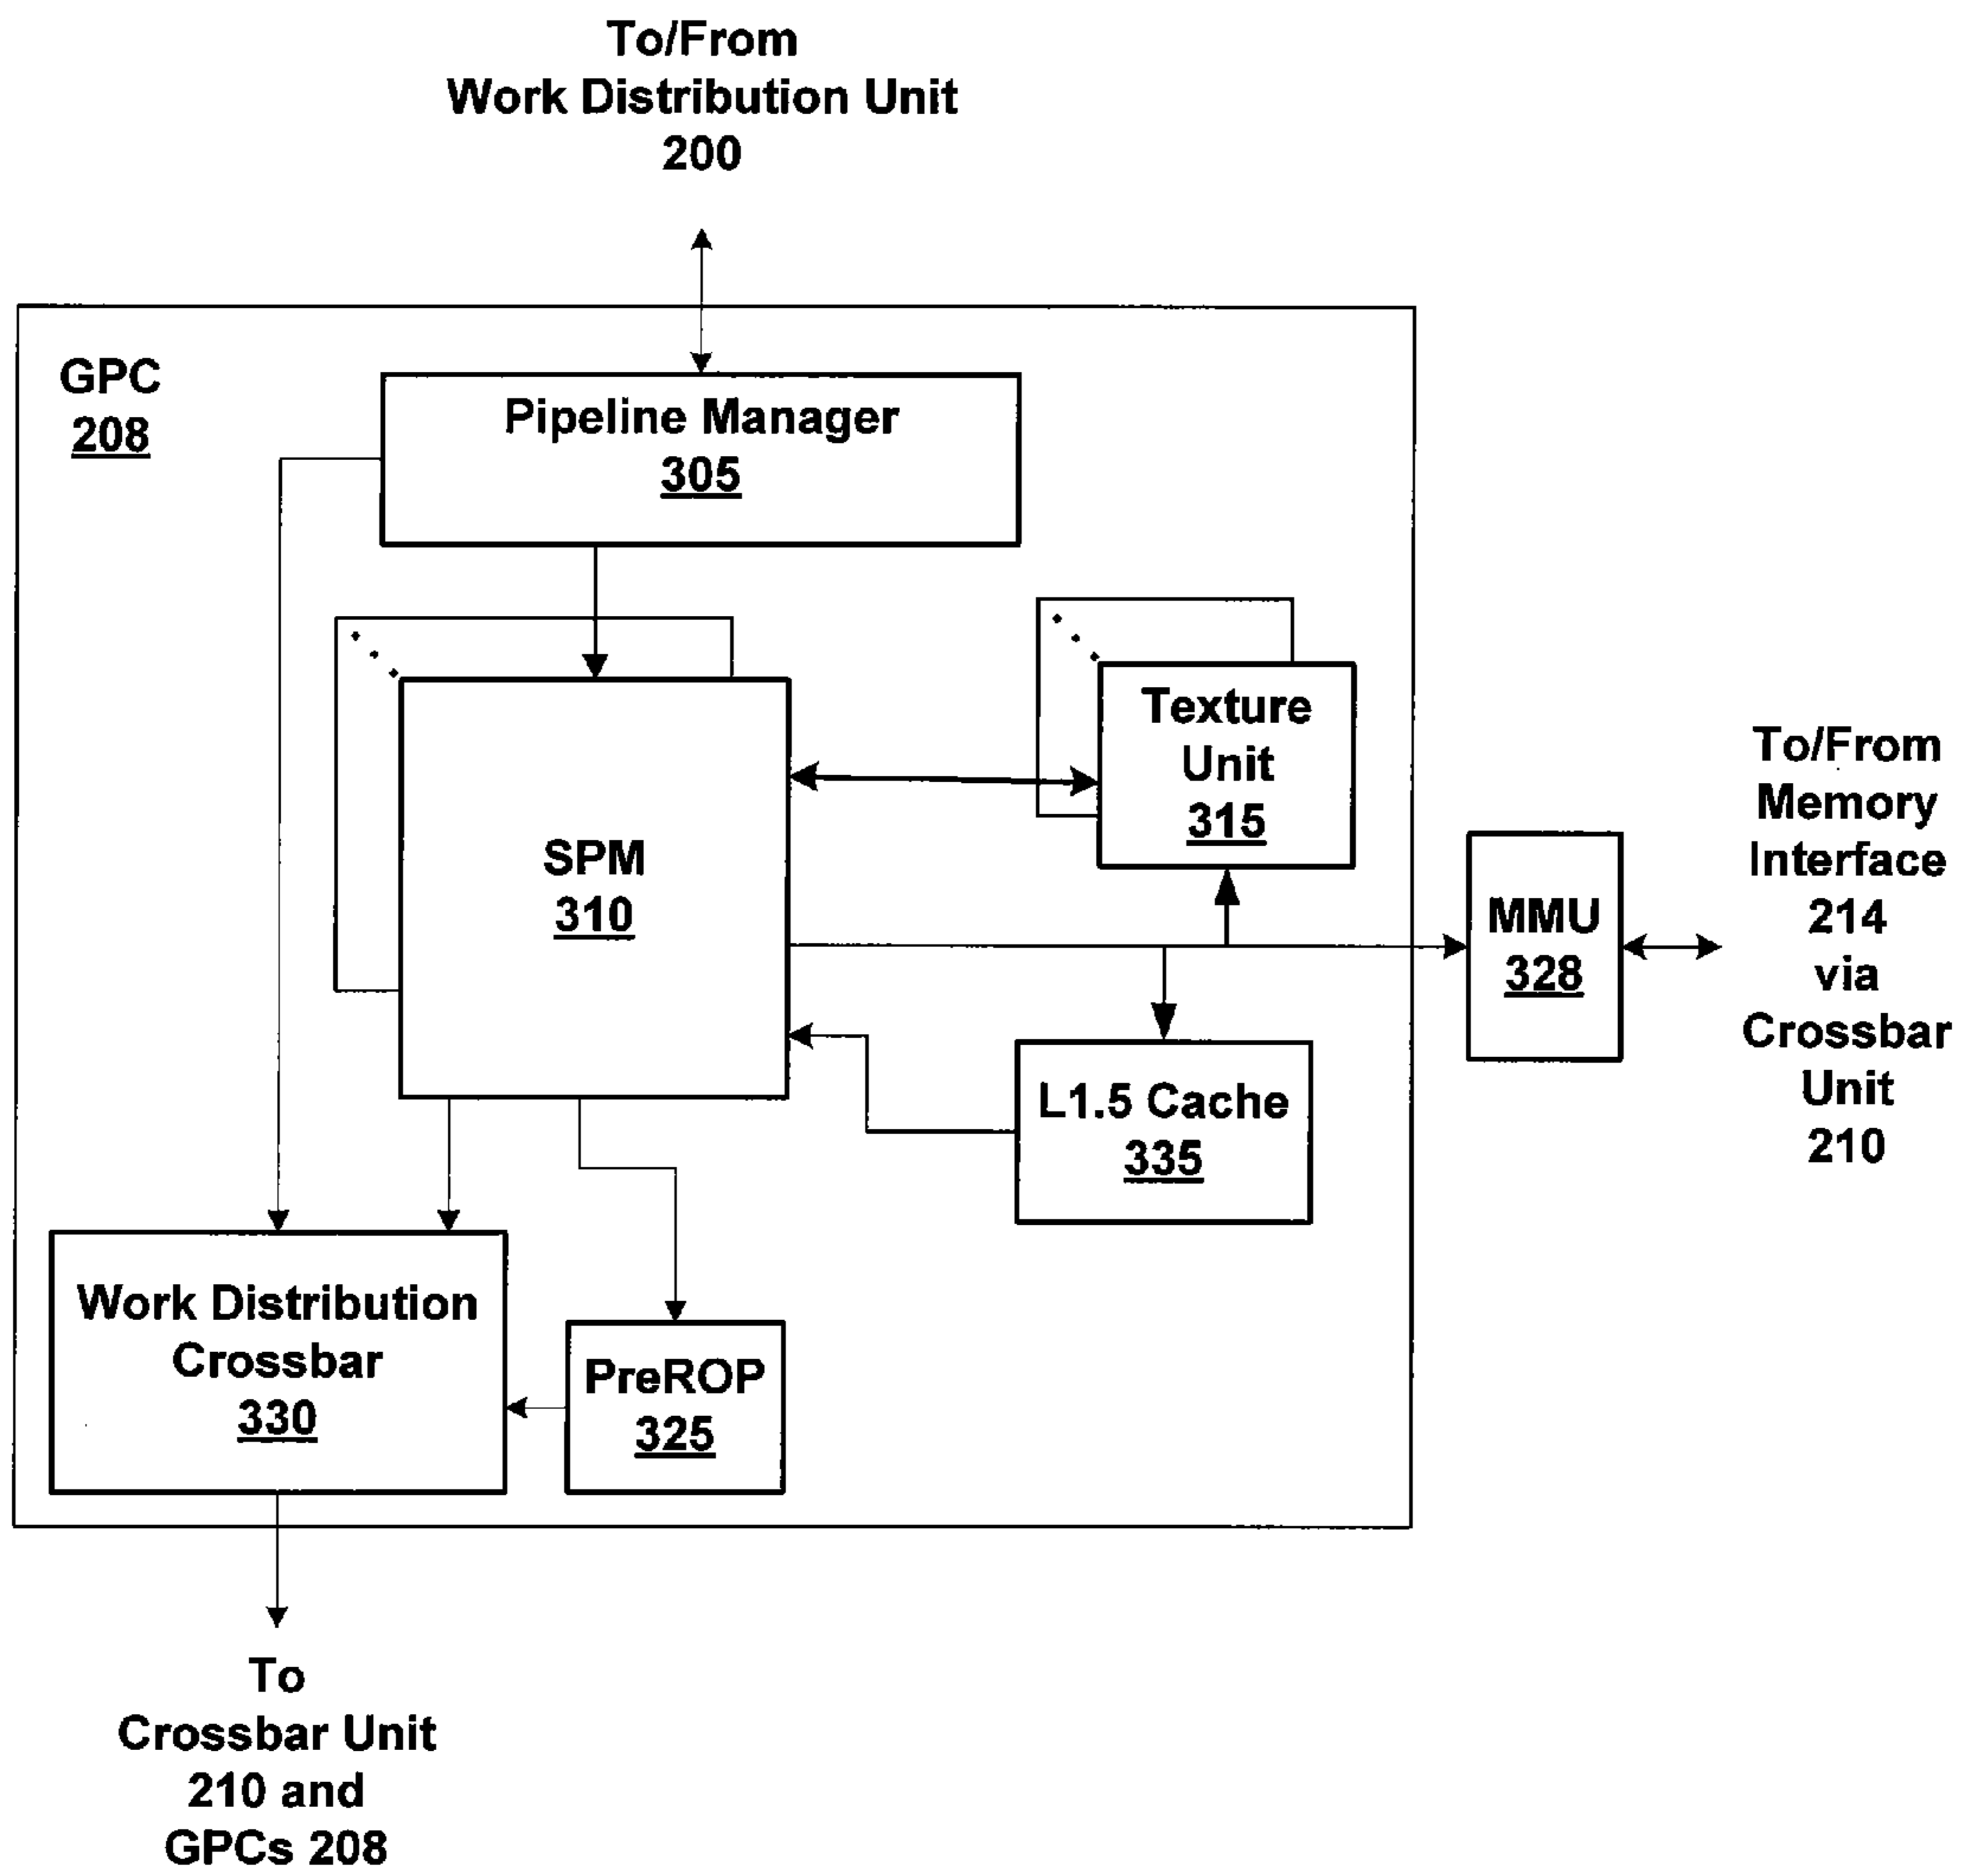 To/From
Work Distribution Unit
200
GPC
208
Pipeline Manager
305
Texture
Unit
315
SPM
310
To/From
Memory
Interface
214
via
Crossbar
Unit
210
MMU
328
L1.5 Cache
335
Work Distribution
Crossbar
330
PreROP
325
To
Crossbar Unit
210 and
GPCs 208